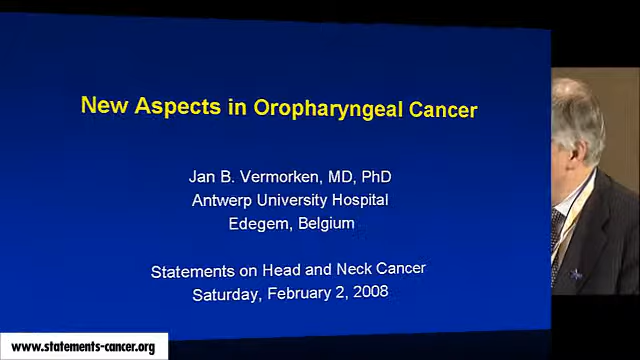 New Aspects in Oropharyngeal Cancer
Jan B. Vermorken, MD, PhD
Antwerp University Hospital
Edegem, Belgium
Statements on Head and Neck Cancer
Saturday, February 2, 2008
www.statements-cancer.org